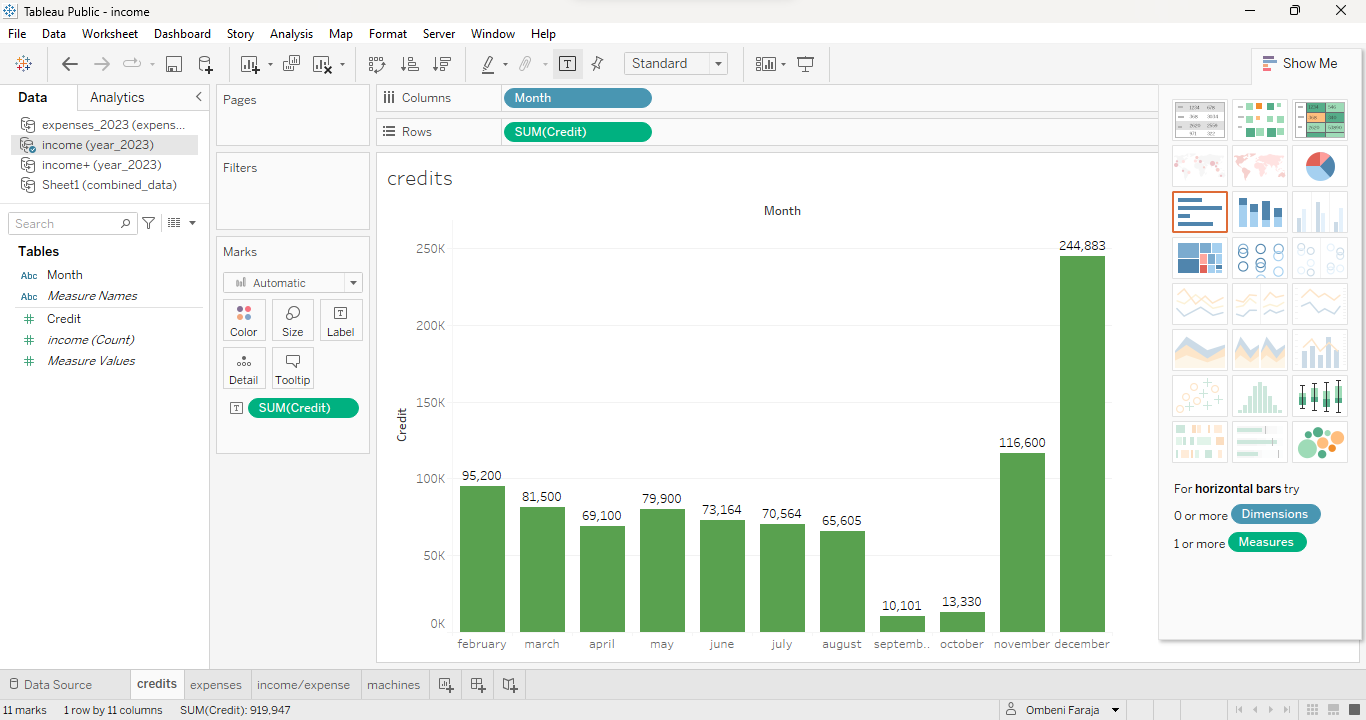 Tableau Public - income
File Data Worksheet Dashboard Story Analysis Map Format Server Window Help
Standard
Show Me
Data Analytics
expenses_2023 (expens...
income (year_2023)
income+ (year_2023)
Sheet1 (combined_data)
Search
Tables
Abc Month
Abc Measure Names
Credit
income (Count)
Measure Values
Pages
Filters
Marks
Automatic
Color Size Label
Detail Tooltip
SUM(Credit)
Columns Month
Rows SUM(Credit)
credits
Month
Credit
250K
200K
150K
100K
50K
0K
95,200
81,500
69,100
79,900
73,164
70,564
65,605
10,101
13,330
116,600
244,883
february march april may june july august septemb.. october november december
For horizontal bars try
0 or more Dimensions
1 or more Measures
Data Source credits expenses income/expense machines
11 marks 1 row by 11 columns SUM(Credit): 919,947
Ombeni Faraja